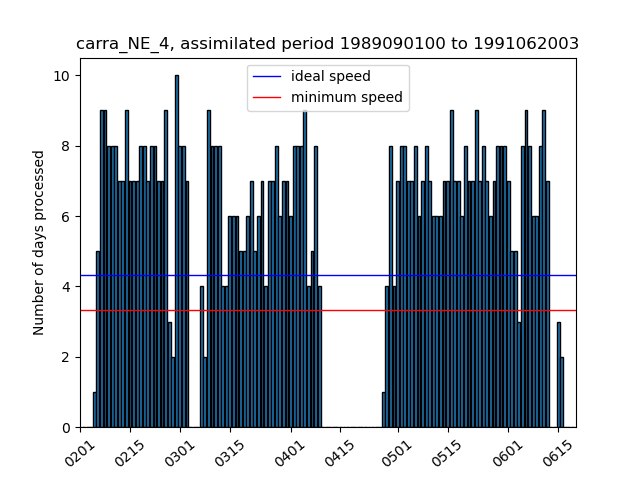 carra_NE_4, assimilated period 1989090100 to 1991062003
ideal speed
minimum speed
Number of days processed
10
8
6
4
2
0
0201 0215 0301 0315 0401 0415 0501 0515 0601 0615